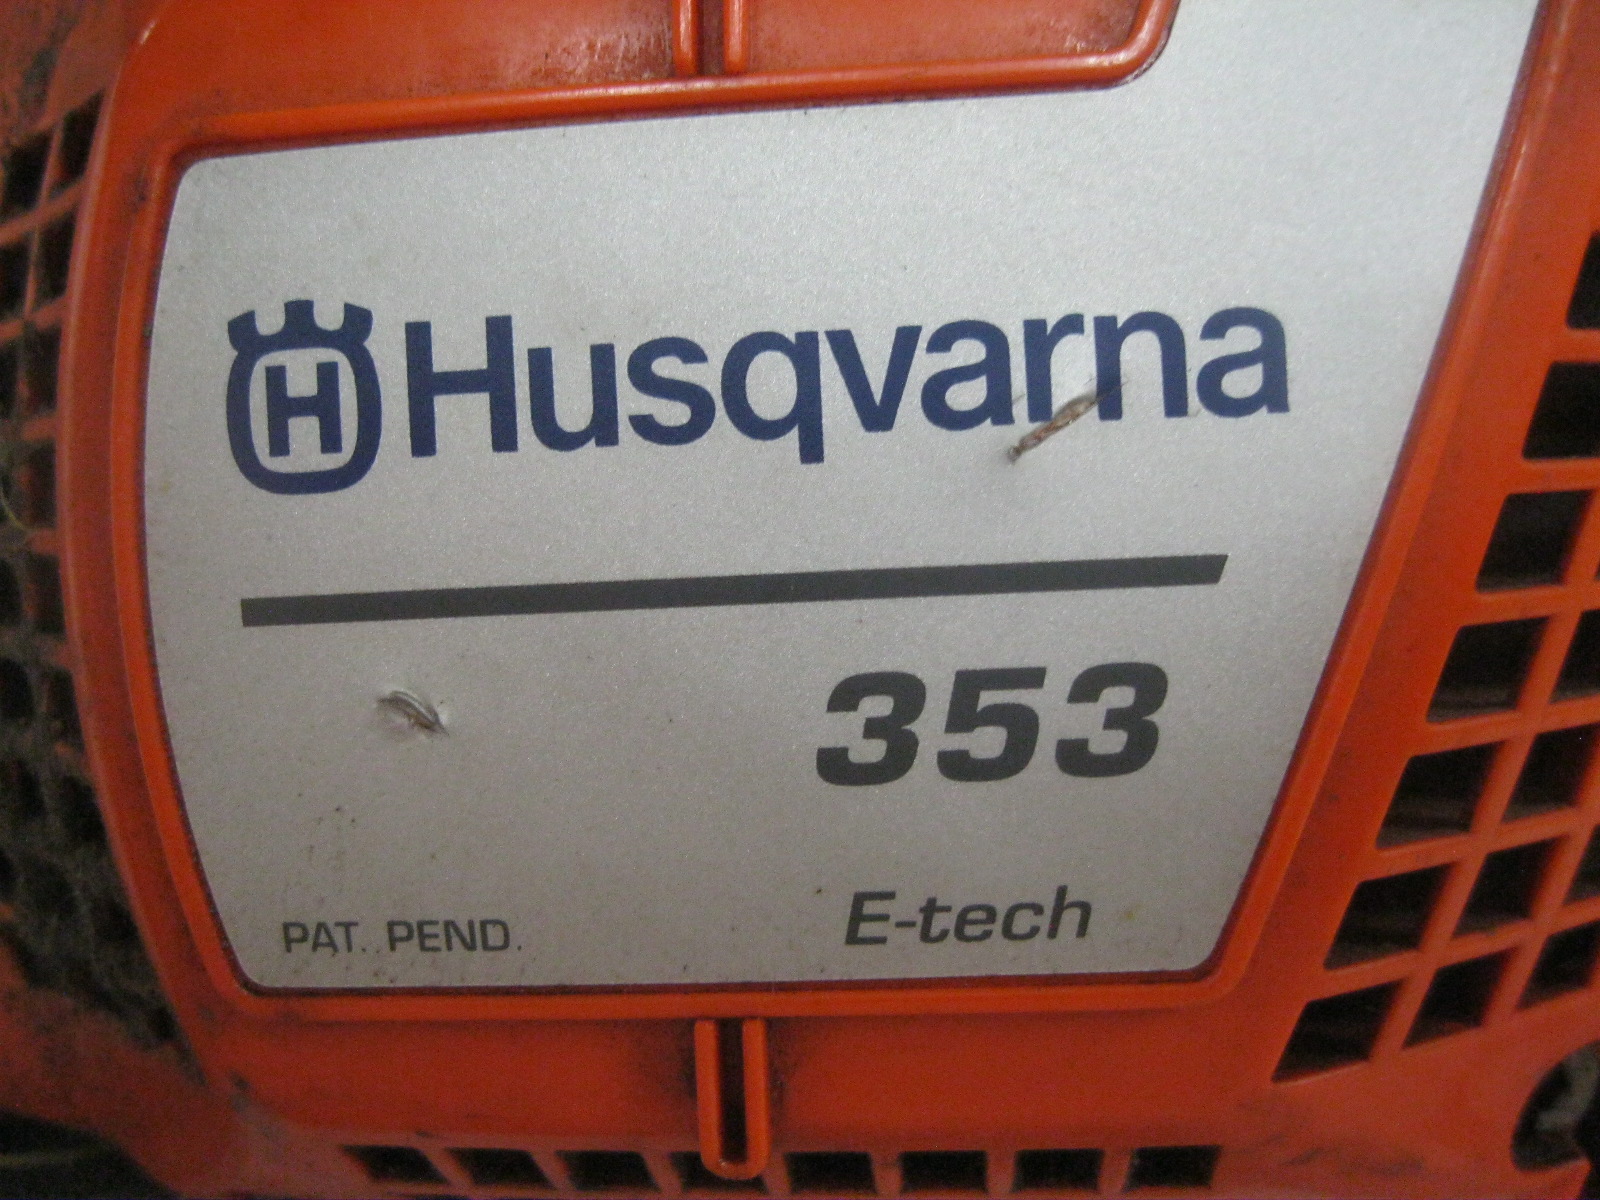 H Husqvarna
353
E-tech
PAT. PEND.